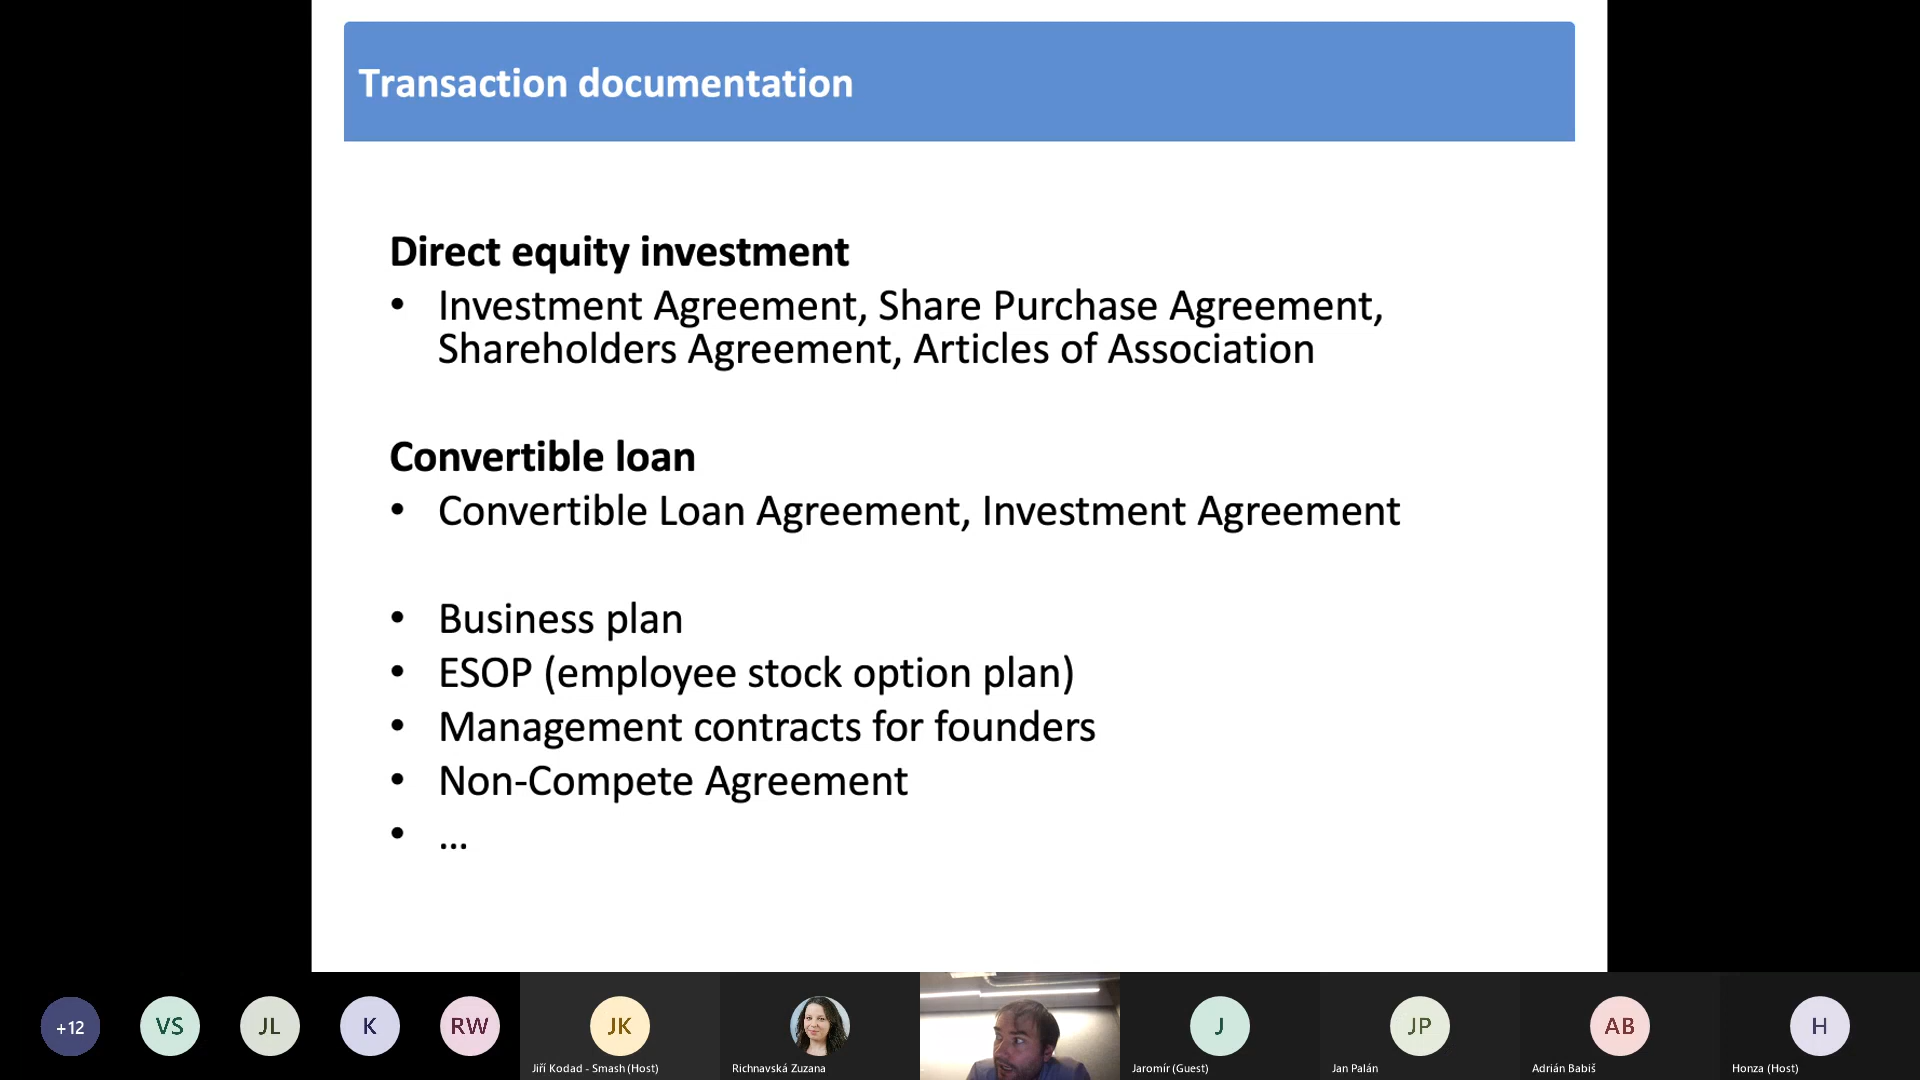 Transaction documentation
Direct equity investment
• Investment Agreement, Share Purchase Agreement,
Shareholders Agreement, Articles of Association
Convertible loan
• Convertible Loan Agreement, Investment Agreement
• Business plan
• ESOP (employee stock option plan)
• Management contracts for founders
• Non-Compete Agreement
• ...
+12
VS
JL
K
RW
JK
J
JP
AB
H
Jiří Kodad - Smash (Host)
Richnavská Zuzana
Jaromír (Guest)
Jan Palán
Adrián Babiš
Honza (Host)